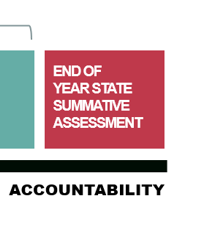 END OF
YEAR STATE
SUMMATIVE
ASSESSMENT
ACCOUNTABILITY